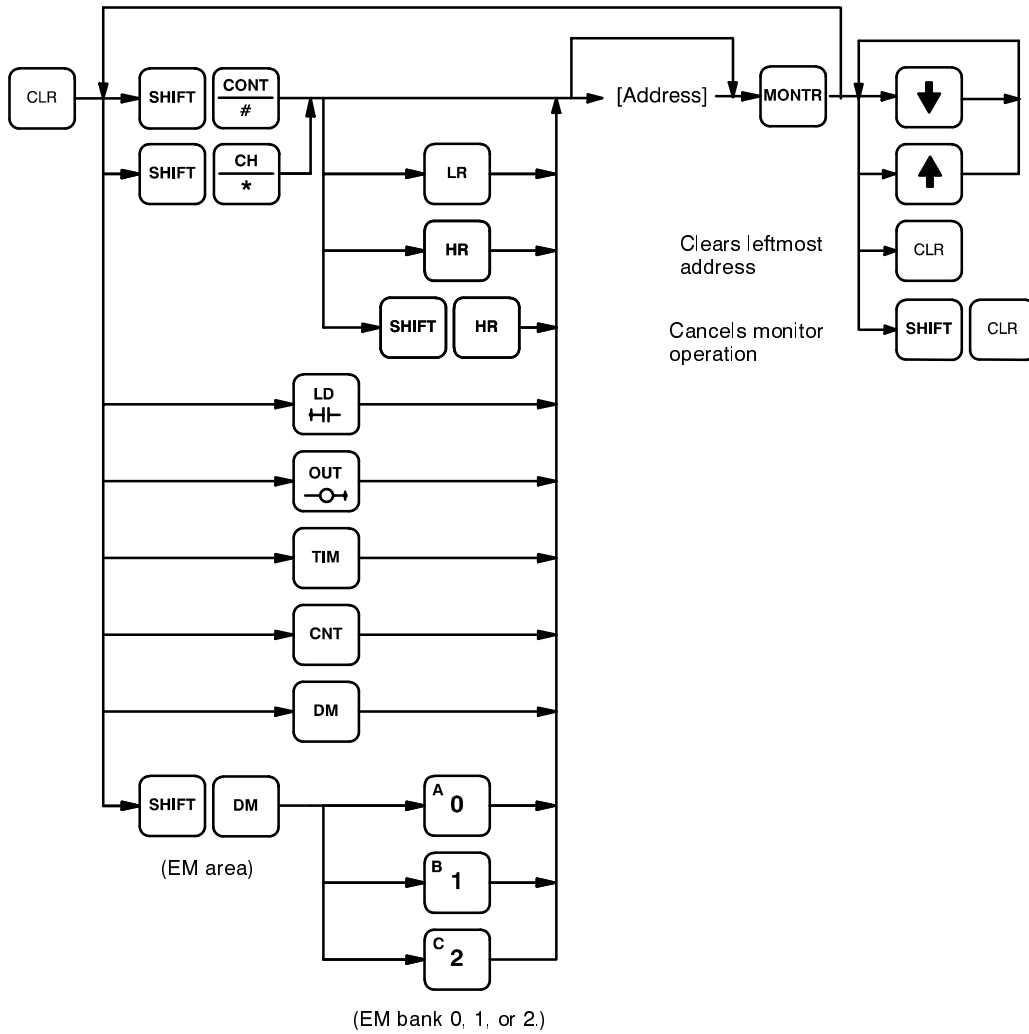 CLR
SHIFT
CONT
#
[Address]
MONTR
SHIFT
CH
*
LR
HR
Clears leftmost
address
CLR
SHIFT
HR
Cancels monitor
operation
SHIFT
CLR
LD
OUT
TIM
CNT
DM
SHIFT
DM
A
0
(EM area)
B
1
C
2
(EM bank 0, 1, or 2.)